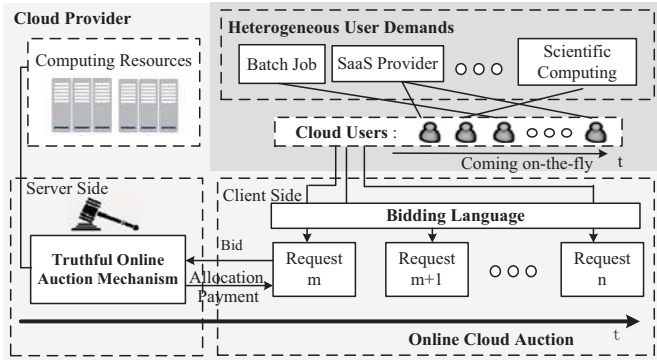 Cloud Provider
Computing Resources
Heterogeneous User Demands
Batch Job
SaaS Provider
Scientific
Computing
Cloud Users :
Coming on-the-fly
t
Server Side
Truthful Online
Auction Mechanism
Bid
Allocation,
Payment
Client Side
Bidding Language
Request
m
Request
m+1
Request
n
Online Cloud Auction
t